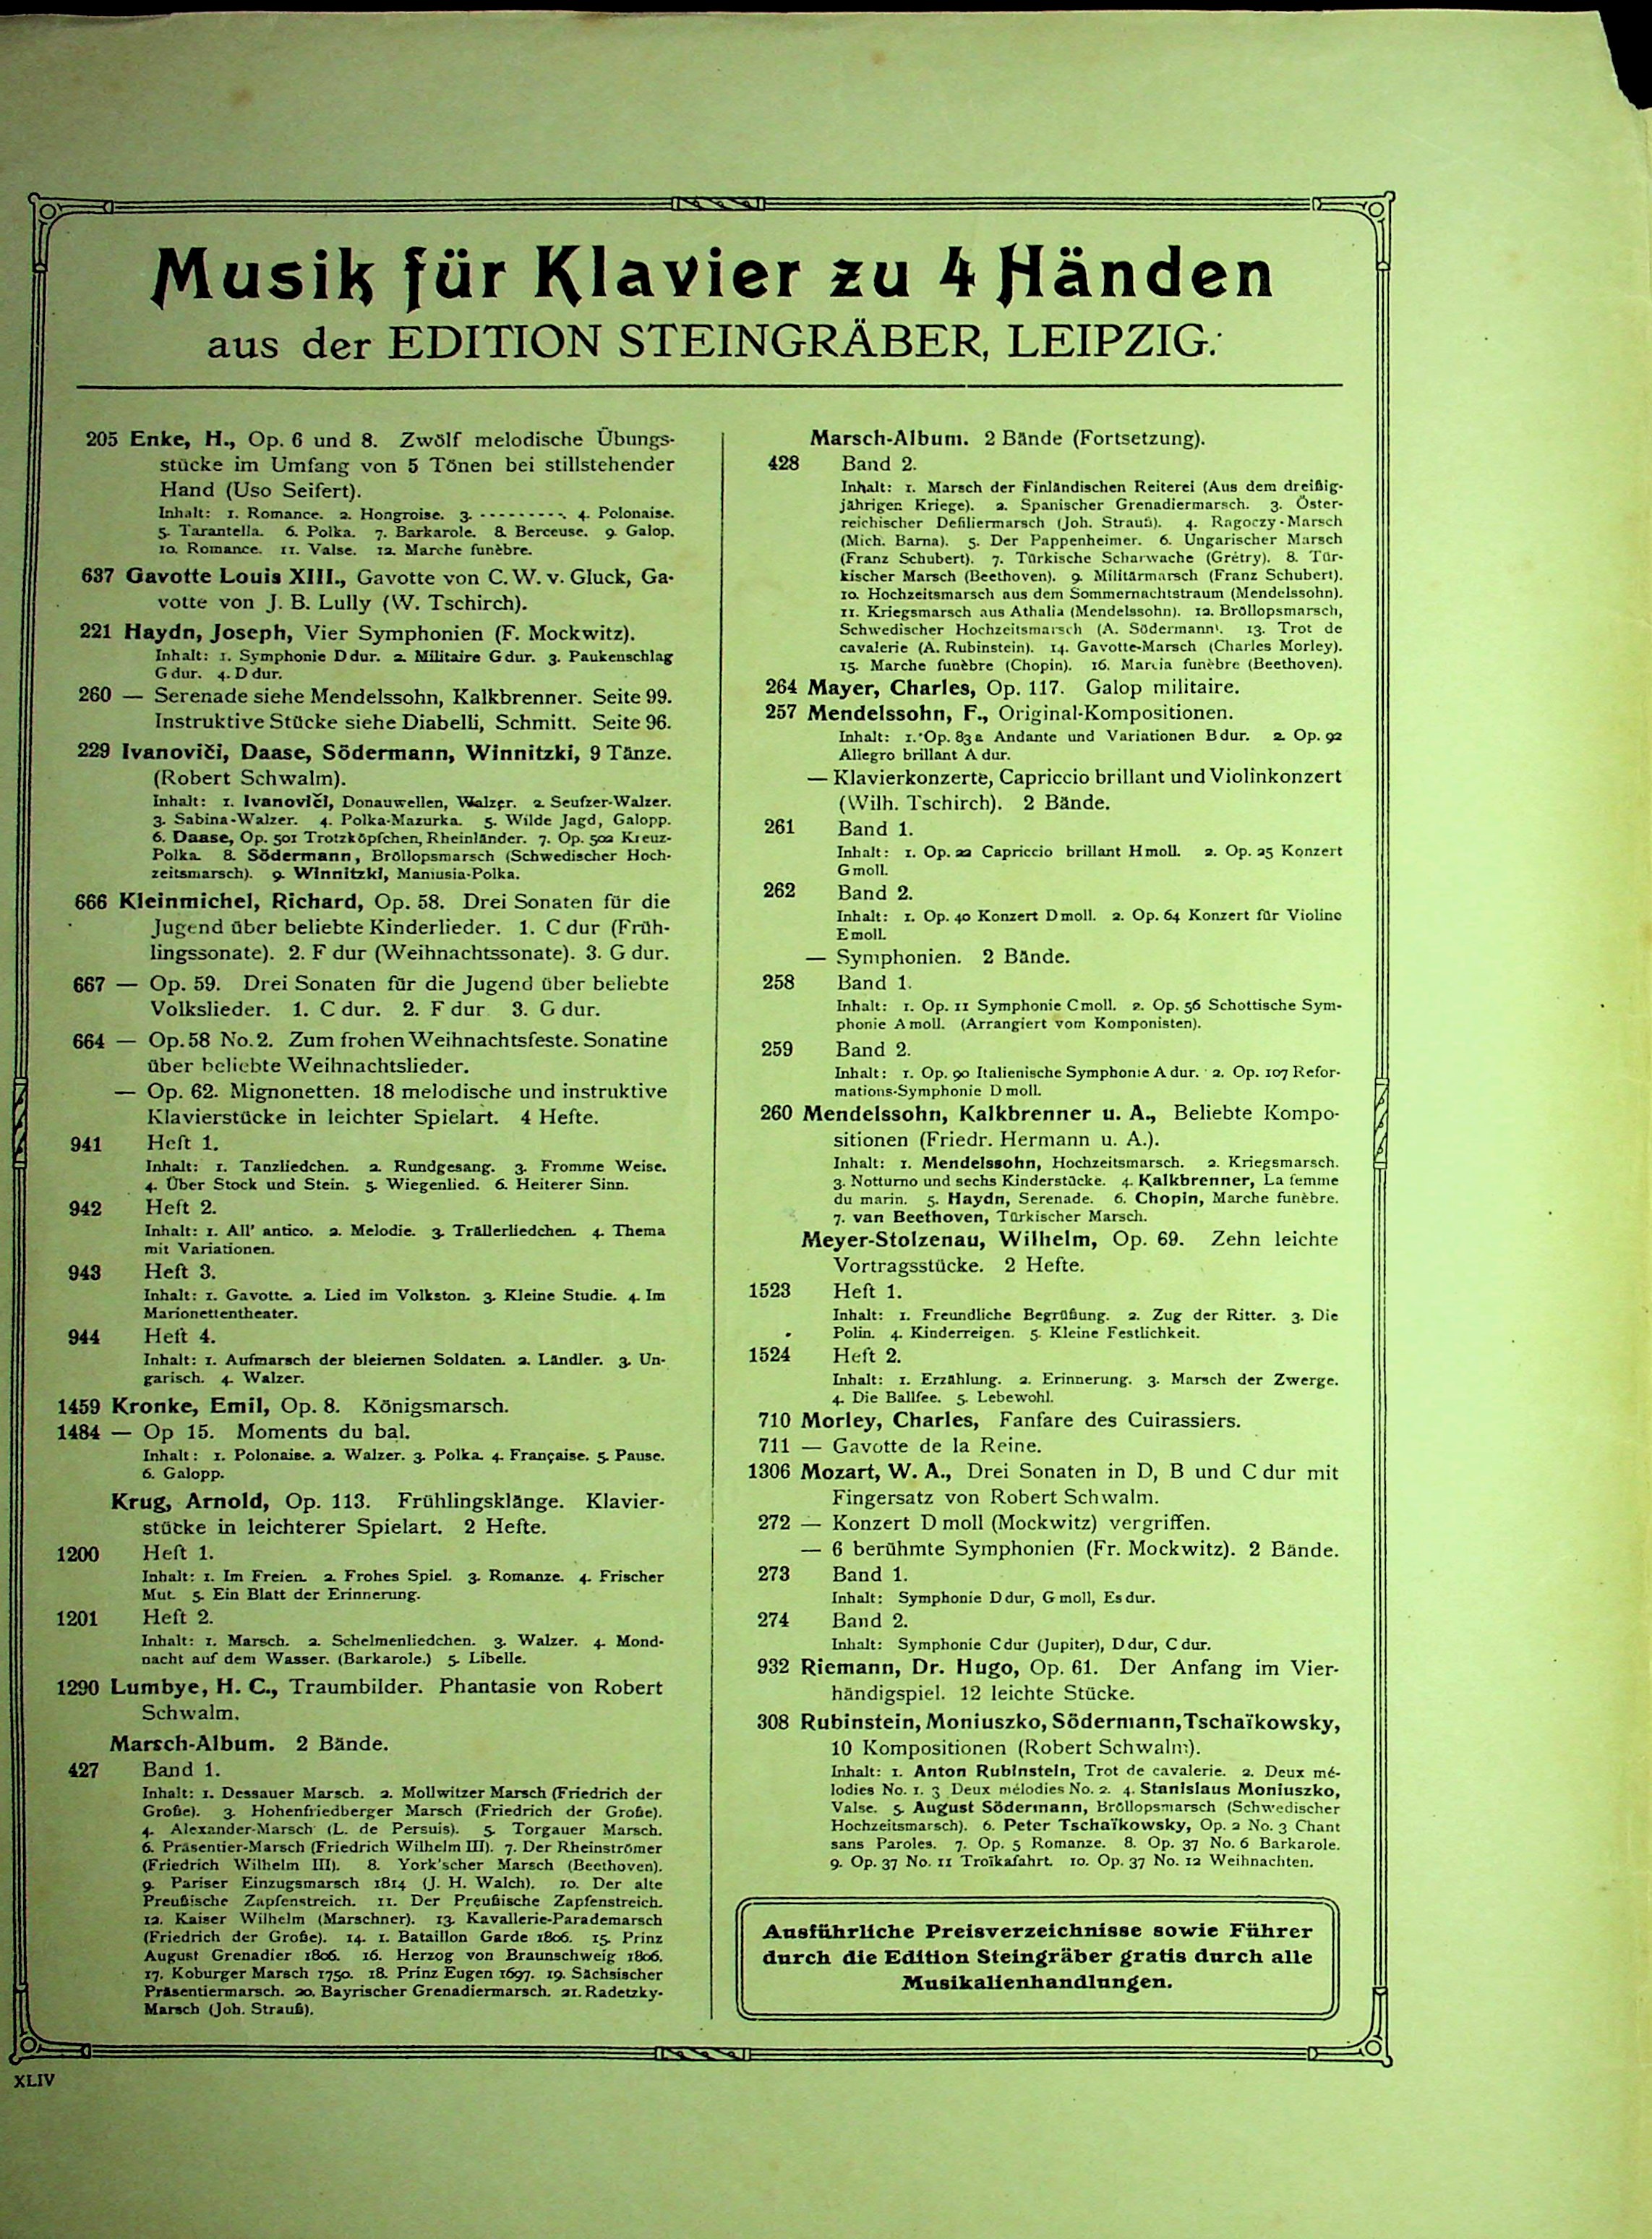 Musik für Klavier zu 4 Händen
aus der EDITION STEINGRÄBER, LEIPZIG.
205 Enke, H., Op. 6 und 8. Zwölf melodische Übungs-
stücke im Umfang von 5 Tönen bei stillstehender
Hand (Uso Seifert).
Inhalt: 1. Romance. 2. Hongroise. 3. - - - - - - - - -. 4. Polonaise.
5. Tarantella. 6. Polka. 7. Barkarole. 8. Berceuse. 9. Galop.
10. Romance. 11. Valse. 12. Marche funèbre.
637 Gavotte Louis XIII., Gavotte von C. W. v. Gluck, Ga-
votte von J. B. Lully (W. Tschirch).
221 Haydn, Joseph, Vier Symphonien (F. Mockwitz).
Inhalt: 1. Symphonie D dur. 2. Militaire G dur. 3. Paukenschlag
G dur. 4. D dur.
260 — Serenade siehe Mendelssohn, Kalkbrenner. Seite 99.
Instruktive Stücke siehe Diabelli, Schmitt. Seite 96.
229 Ivanoviči, Daase, Södermann, Winnitzki, 9 Tänze.
(Robert Schwalm).
Inhalt: 1. Ivanoviči, Donauwellen, Walzer. 2. Seufzer-Walzer.
3. Sabina-Walzer. 4. Polka-Mazurka. 5. Wilde Jagd, Galopp.
6. Daase, Op. 501 Trotzköpfchen, Rheinländer. 7. Op. 502 Kreuz-
Polka. 8. Södermann, Bröllopsmarsch (Schwedischer Hoch-
zeitsmarsch). 9. Winnitzki, Maniusia-Polka.
666 Kleinmichel, Richard, Op. 58. Drei Sonaten für die
Jugend über beliebte Kinderlieder. 1. C dur (Früh-
lingssonate). 2. F dur (Weihnachtssonate). 3. G dur.
667 — Op. 59. Drei Sonaten für die Jugend über beliebte
Volkslieder. 1. C dur. 2. F dur 3. G dur.
664 — Op. 58 No. 2. Zum frohen Weihnachtsfeste. Sonatine
über beliebte Weihnachtslieder.
— Op. 62. Mignonetten. 18 melodische und instruktive
Klavierstücke in leichter Spielart. 4 Hefte.
941 Heft 1.
Inhalt: 1. Tanzliedchen. 2. Rundgesang. 3. Fromme Weise.
4. Über Stock und Stein. 5. Wiegenlied. 6. Heiterer Sinn.
942 Heft 2.
Inhalt: 1. All' antico. 2. Melodie. 3. Trällerliedchen. 4. Thema
mit Variationen.
943 Heft 3.
Inhalt: 1. Gavotte. 2. Lied im Volkston. 3. Kleine Studie. 4. Im
Marionettentheater.
944 Heft 4.
Inhalt: 1. Aufmarsch der bleiernen Soldaten. 2. Ländler. 3. Un-
garisch. 4. Walzer.
1459 Kronke, Emil, Op. 8. Königsmarsch.
1484 — Op 15. Moments du bal.
Inhalt: 1. Polonaise. 2. Walzer. 3. Polka. 4. Française. 5. Pause.
6. Galopp.
Krug, Arnold, Op. 113. Frühlingsklänge. Klavier-
stücke in leichterer Spielart. 2 Hefte.
1200 Heft 1.
Inhalt: 1. Im Freien. 2. Frohes Spiel. 3. Romanze. 4. Frischer
Mut. 5. Ein Blatt der Erinnerung.
1201 Heft 2.
Inhalt: 1. Marsch. 2. Schelmenliedchen. 3. Walzer. 4. Mond-
nacht auf dem Wasser. (Barkarole.) 5. Libelle.
1290 Lumbye, H. C., Traumbilder. Phantasie von Robert
Schwalm.
Marsch-Album. 2 Bände.
427 Band 1.
Inhalt: 1. Dessauer Marsch. 2. Mollwitzer Marsch (Friedrich der
Große). 3. Hohenfriedberger Marsch (Friedrich der Große).
4. Alexander-Marsch (L. de Persuis). 5. Torgauer Marsch.
6. Präsentier-Marsch (Friedrich Wilhelm III). 7. Der Rheinströmer
(Friedrich Wilhelm III). 8. York'scher Marsch (Beethoven).
9. Pariser Einzugsmarsch 1814 (J. H. Walch). 10. Der alte
Preußische Zapfenstreich. 11. Der Preußische Zapfenstreich.
12. Kaiser Wilhelm (Marschner). 13. Kavallerie-Parademarsch
(Friedrich der Große). 14. 1. Bataillon Garde 1806. 15. Prinz
August Grenadier 1806. 16. Herzog von Braunschweig 1806.
17. Koburger Marsch 1750. 18. Prinz Eugen 1697. 19. Sächsischer
Präsentiermarsch. 20. Bayrischer Grenadiermarsch. 21. Radetzky-
Marsch (Joh. Strauß).
Marsch-Album. 2 Bände (Fortsetzung).
428 Band 2.
Inhalt: 1. Marsch der Finländischen Reiterei (Aus dem dreißig-
jährigen Kriege). 2. Spanischer Grenadiermarsch. 3. Öster-
reichischer Defiliermarsch (Joh. Strauß). 4. Ragoczy-Marsch
(Mich. Barna). 5. Der Pappenheimer. 6. Ungarischer Marsch
(Franz Schubert). 7. Türkische Scharwache (Grétry). 8. Tür-
kischer Marsch (Beethoven). 9. Militärmarsch (Franz Schubert).
10. Hochzeitsmarsch aus dem Sommernachtstraum (Mendelssohn).
11. Kriegsmarsch aus Athalia (Mendelssohn). 12. Bröllopsmarsch,
Schwedischer Hochzeitsmarsch (A. Södermann). 13. Trot de
cavalerie (A. Rubinstein). 14. Gavotte-Marsch (Charles Morley).
15. Marche funèbre (Chopin). 16. Marcia funèbre (Beethoven).
264 Mayer, Charles, Op. 117. Galop militaire.
257 Mendelssohn, F., Original-Kompositionen.
Inhalt: 1. Op. 83a Andante und Variationen B dur. 2. Op. 92
Allegro brillant A dur.
— Klavierkonzerte, Capriccio brillant und Violinkonzert
(Wilh. Tschirch). 2 Bände.
261 Band 1.
Inhalt: 1. Op. 22 Capriccio brillant H moll. 2. Op. 25 Konzert
G moll.
262 Band 2.
Inhalt: 1. Op. 40 Konzert D moll. 2. Op. 64 Konzert für Violine
E moll.
— Symphonien. 2 Bände.
258 Band 1.
Inhalt: 1. Op. 11 Symphonie C moll. 2. Op. 56 Schottische Sym-
phonie A moll. (Arrangiert vom Komponisten).
259 Band 2.
Inhalt: 1. Op. 90 Italienische Symphonie A dur. 2. Op. 107 Refor-
mations-Symphonie D moll.
260 Mendelssohn, Kalkbrenner u. A., Beliebte Kompo-
sitionen (Friedr. Hermann u. A.).
Inhalt: 1. Mendelssohn, Hochzeitsmarsch. 2. Kriegsmarsch.
3. Notturno und sechs Kinderstücke. 4. Kalkbrenner, La femme
du marin. 5. Haydn, Serenade. 6. Chopin, Marche funèbre.
7. van Beethoven, Türkischer Marsch.
Meyer-Stolzenau, Wilhelm, Op. 69. Zehn leichte
Vortragsstücke. 2 Hefte.
1523 Heft 1.
Inhalt: 1. Freundliche Begrüßung. 2. Zug der Ritter. 3. Die
Polin. 4. Kinderreigen. 5. Kleine Festlichkeit.
1524 Heft 2.
Inhalt: 1. Erzählung. 2. Erinnerung. 3. Marsch der Zwerge.
4. Die Ballfee. 5. Lebewohl.
710 Morley, Charles, Fanfare des Cuirassiers.
711 — Gavotte de la Reine.
1306 Mozart, W. A., Drei Sonaten in D, B und C dur mit
Fingersatz von Robert Schwalm.
272 — Konzert D moll (Mockwitz) vergriffen.
— 6 berühmte Symphonien (Fr. Mockwitz). 2 Bände.
273 Band 1.
Inhalt: Symphonie D dur, G moll, Es dur.
274 Band 2.
Inhalt: Symphonie C dur (Jupiter), D dur, C dur.
932 Riemann, Dr. Hugo, Op. 61. Der Anfang im Vier-
händigspiel. 12 leichte Stücke.
308 Rubinstein, Moniuszko, Södermann, Tschaïkowsky,
10 Kompositionen (Robert Schwalm).
Inhalt: 1. Anton Rubinstein, Trot de cavalerie. 2. Deux mé-
lodies No. 1. 3 Deux mélodies No. 2. 4. Stanislaus Moniuszko,
Valse. 5. August Södermann, Bröllopsmarsch (Schwedischer
Hochzeitsmarsch). 6. Peter Tschaïkowsky, Op. 2 No. 3 Chant
sans Paroles. 7. Op. 5 Romanze. 8. Op. 37 No. 6 Barkarole.
9. Op. 37 No. 11 Troïkafahrt. 10. Op. 37 No. 12 Weihnachten.
Ausführliche Preisverzeichnisse sowie Führer
durch die Edition Steingräber gratis durch alle
Musikalienhandlungen.
XLIV